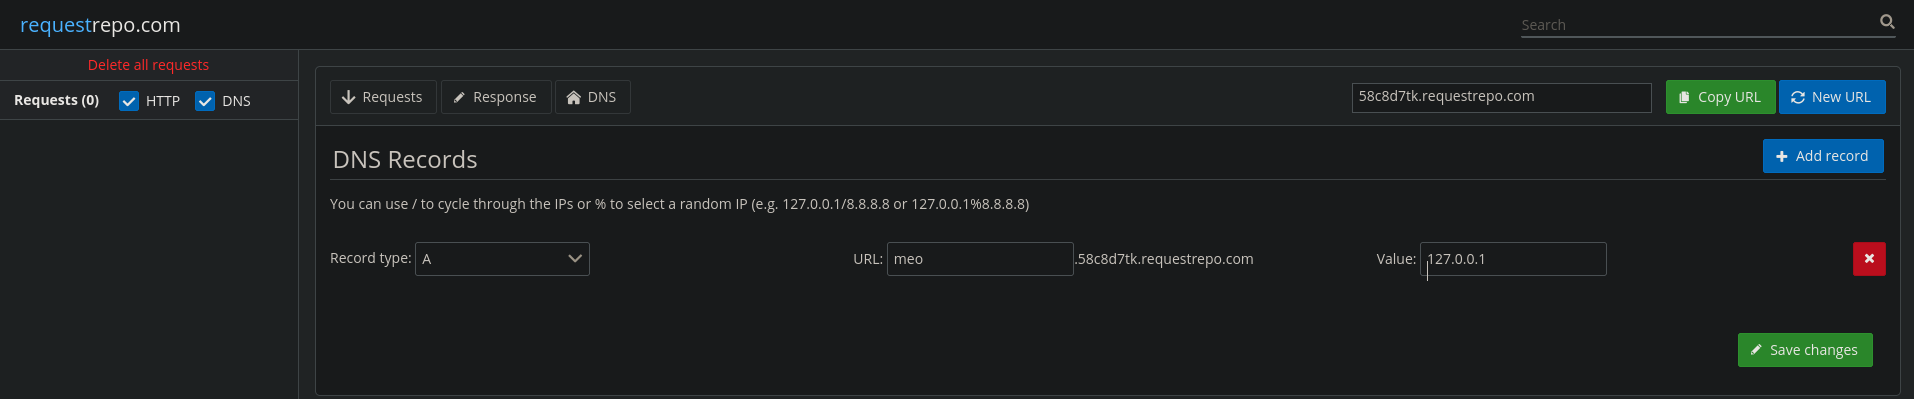 requestrepo.com
Search
Delete all requests
Requests (0) HTTP DNS
Requests Response DNS 58c8d7tk.requestrepo.com Copy URL New URL
DNS Records
Add record
You can use / to cycle through the IPs or % to select a random IP (e.g. 127.0.0.1/8.8.8.8 or 127.0.0.1%8.8.8.8)
Record type: A URL: meo .58c8d7tk.requestrepo.com Value: 127.0.0.1
Save changes